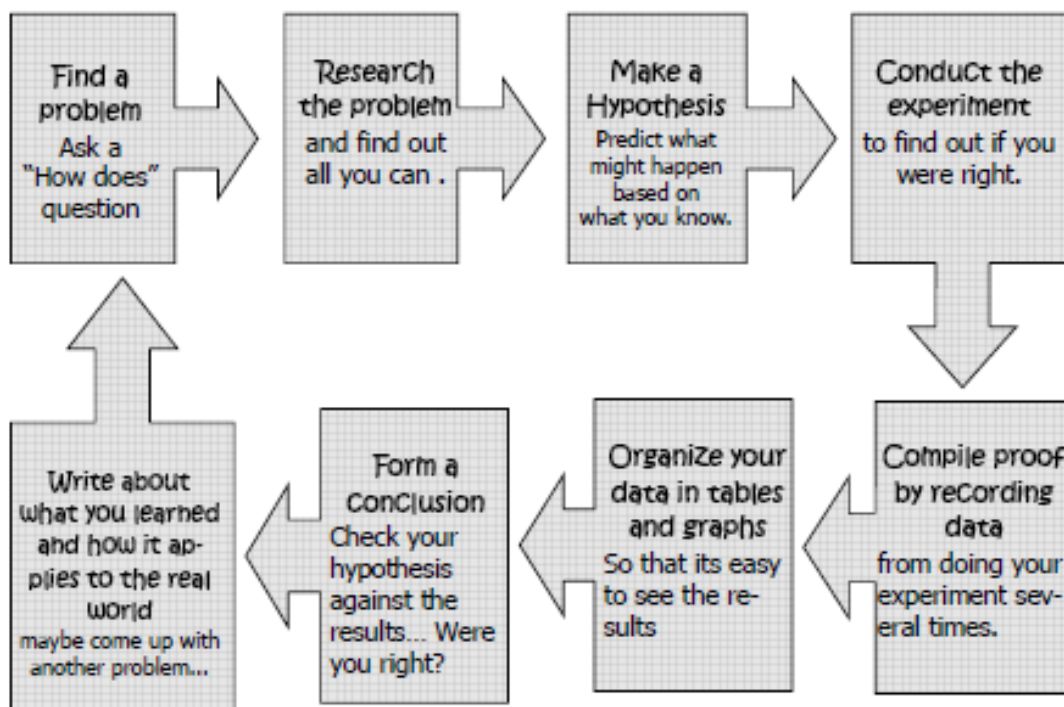 Find a
problem
Ask a
"How does"
question
Research
the problem
and find out
all you can .
Make a
Hypothesis
Predict what
might happen
based on
what you know.
Conduct the
experiment
to find out if you
were right.
Compile proof
by recording
data
from doing your
experiment sev-
eral times.
Organize your
data in tables
and graphs
So that its easy
to see the re-
sults
Form a
conclusion
Check your
hypothesis
against the
results... Were
you right?
Write about
what you learned
and how it ap-
plies to the real
world
maybe come up with
another problem...